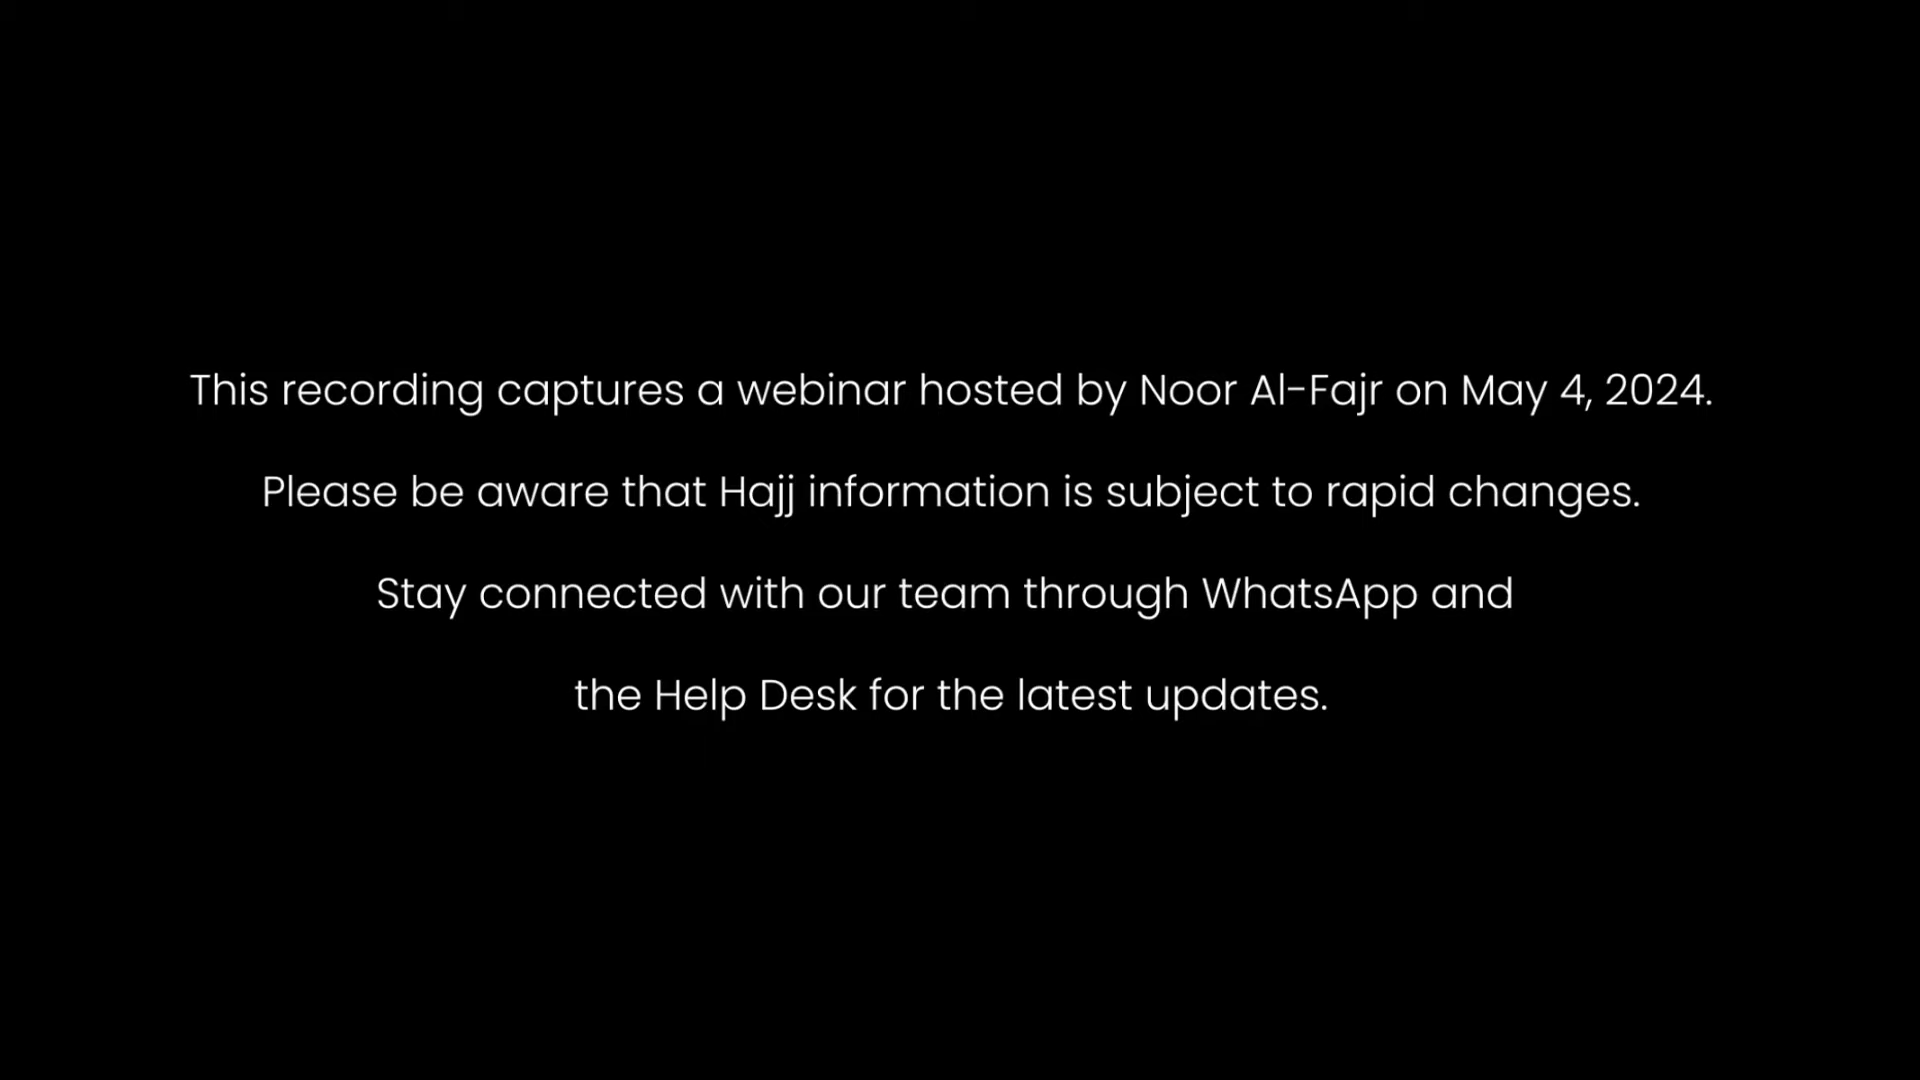 This recording captures a webinar hosted by Noor Al-Fajr on May 4, 2024.
Please be aware that Hajj information is subject to rapid changes.
Stay connected with our team through WhatsApp and
the Help Desk for the latest updates.